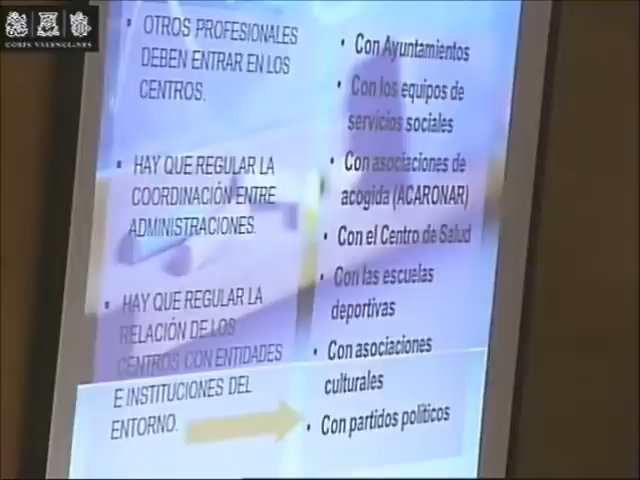 CORTS VALENCIANES
• OTROS PROFESIONALES
DEBEN ENTRAR EN LOS
CENTROS.
• HAY QUE REGULAR LA
COORDINACIÓN ENTRE
ADMINISTRACIONES.
• HAY QUE REGULAR LA
RELACIÓN DE LOS
CENTROS CON ENTIDADES
E INSTITUCIONES DEL
ENTORNO.
• Con Ayuntamientos
• Con los equipos de
servicios sociales
• Con asociaciones de
acogida (ACARONAR)
• Con el Centro de Salud
• Con las escuelas
deportivas
• Con asociaciones
culturales
• Con partidos políticos